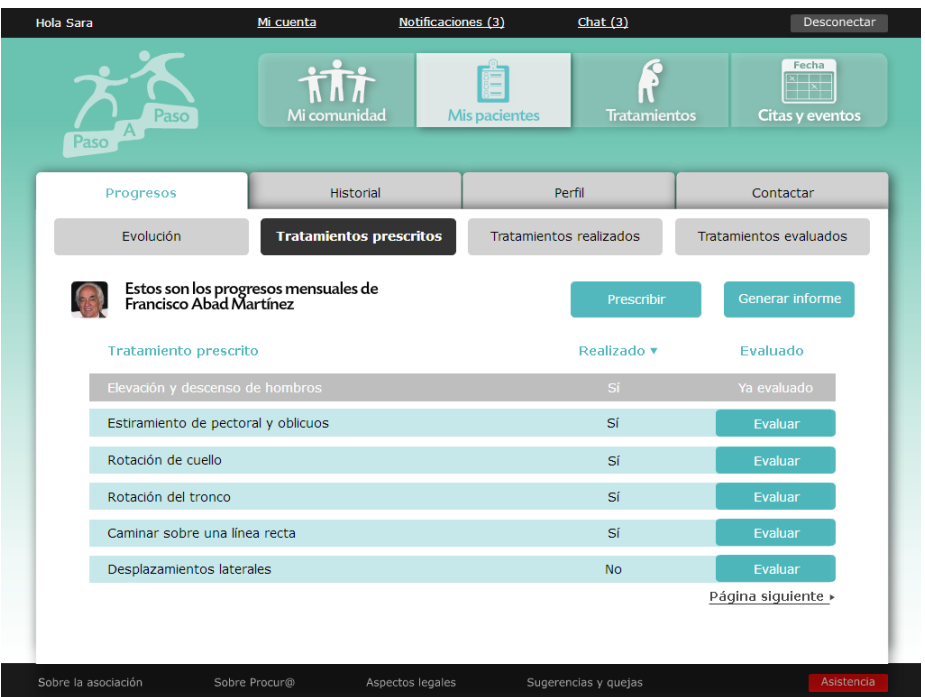 Hola Sara Mi cuenta Notificaciones (3) Chat (3) Desconectar
Paso A Paso
Mi comunidad Mis pacientes Tratamientos Fecha Citas y eventos
Progresos Historial Perfil Contactar
Evolución Tratamientos prescritos Tratamientos realizados Tratamientos evaluados
Estos son los progresos mensuales de
Francisco Abad Martínez
Prescribir Generar informe
Tratamiento prescrito Realizado ▼ Evaluado
Elevación y descenso de hombros Sí Ya evaluado
Estiramiento de pectoral y oblicuos Sí Evaluar
Rotación de cuello Sí Evaluar
Rotación del tronco Sí Evaluar
Caminar sobre una línea recta Sí Evaluar
Desplazamientos laterales No Evaluar
Página siguiente ▸
Sobre la asociación Sobre Procur@ Aspectos legales Sugerencias y quejas Asistencia